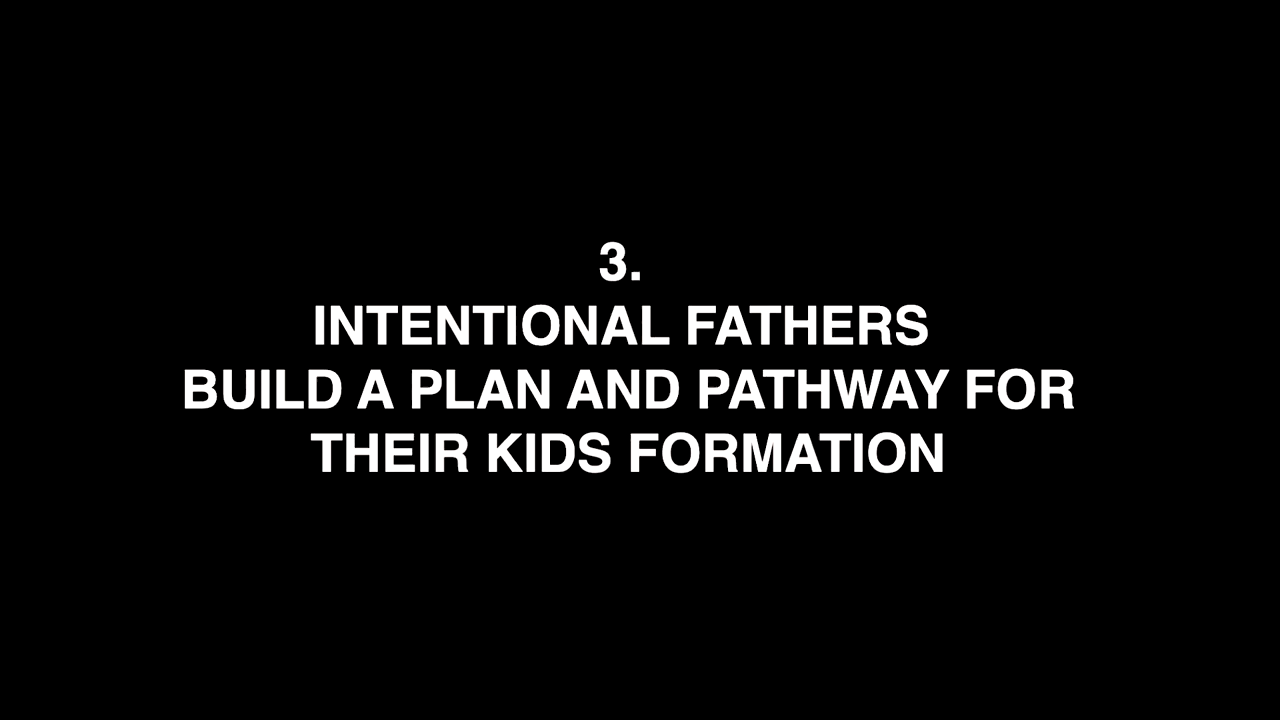 3.
INTENTIONAL FATHERS
BUILD A PLAN AND PATHWAY FOR
THEIR KIDS FORMATION